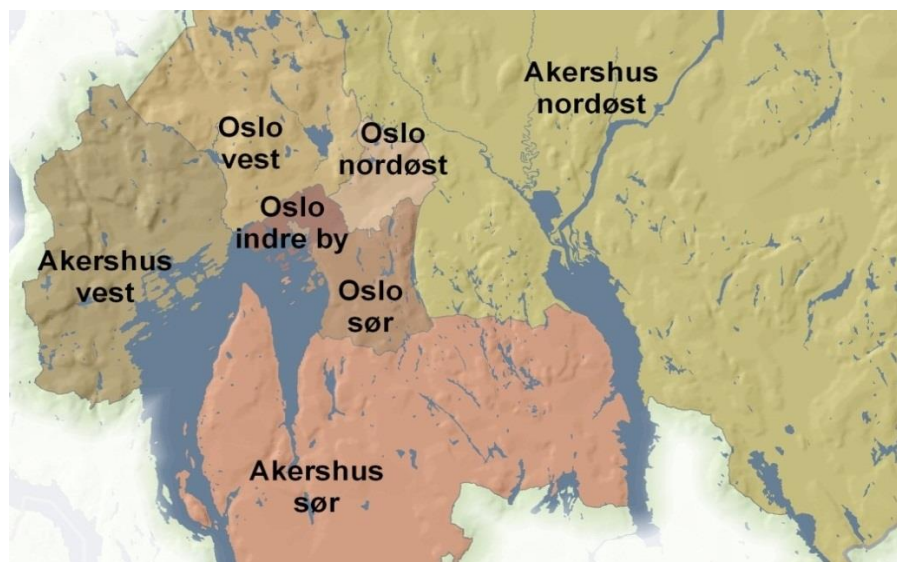 Akershus
nordøst
Oslo
vest
Oslo
nordøst
Oslo
indre by
Akershus
vest
Oslo
sør
Akershus
sør